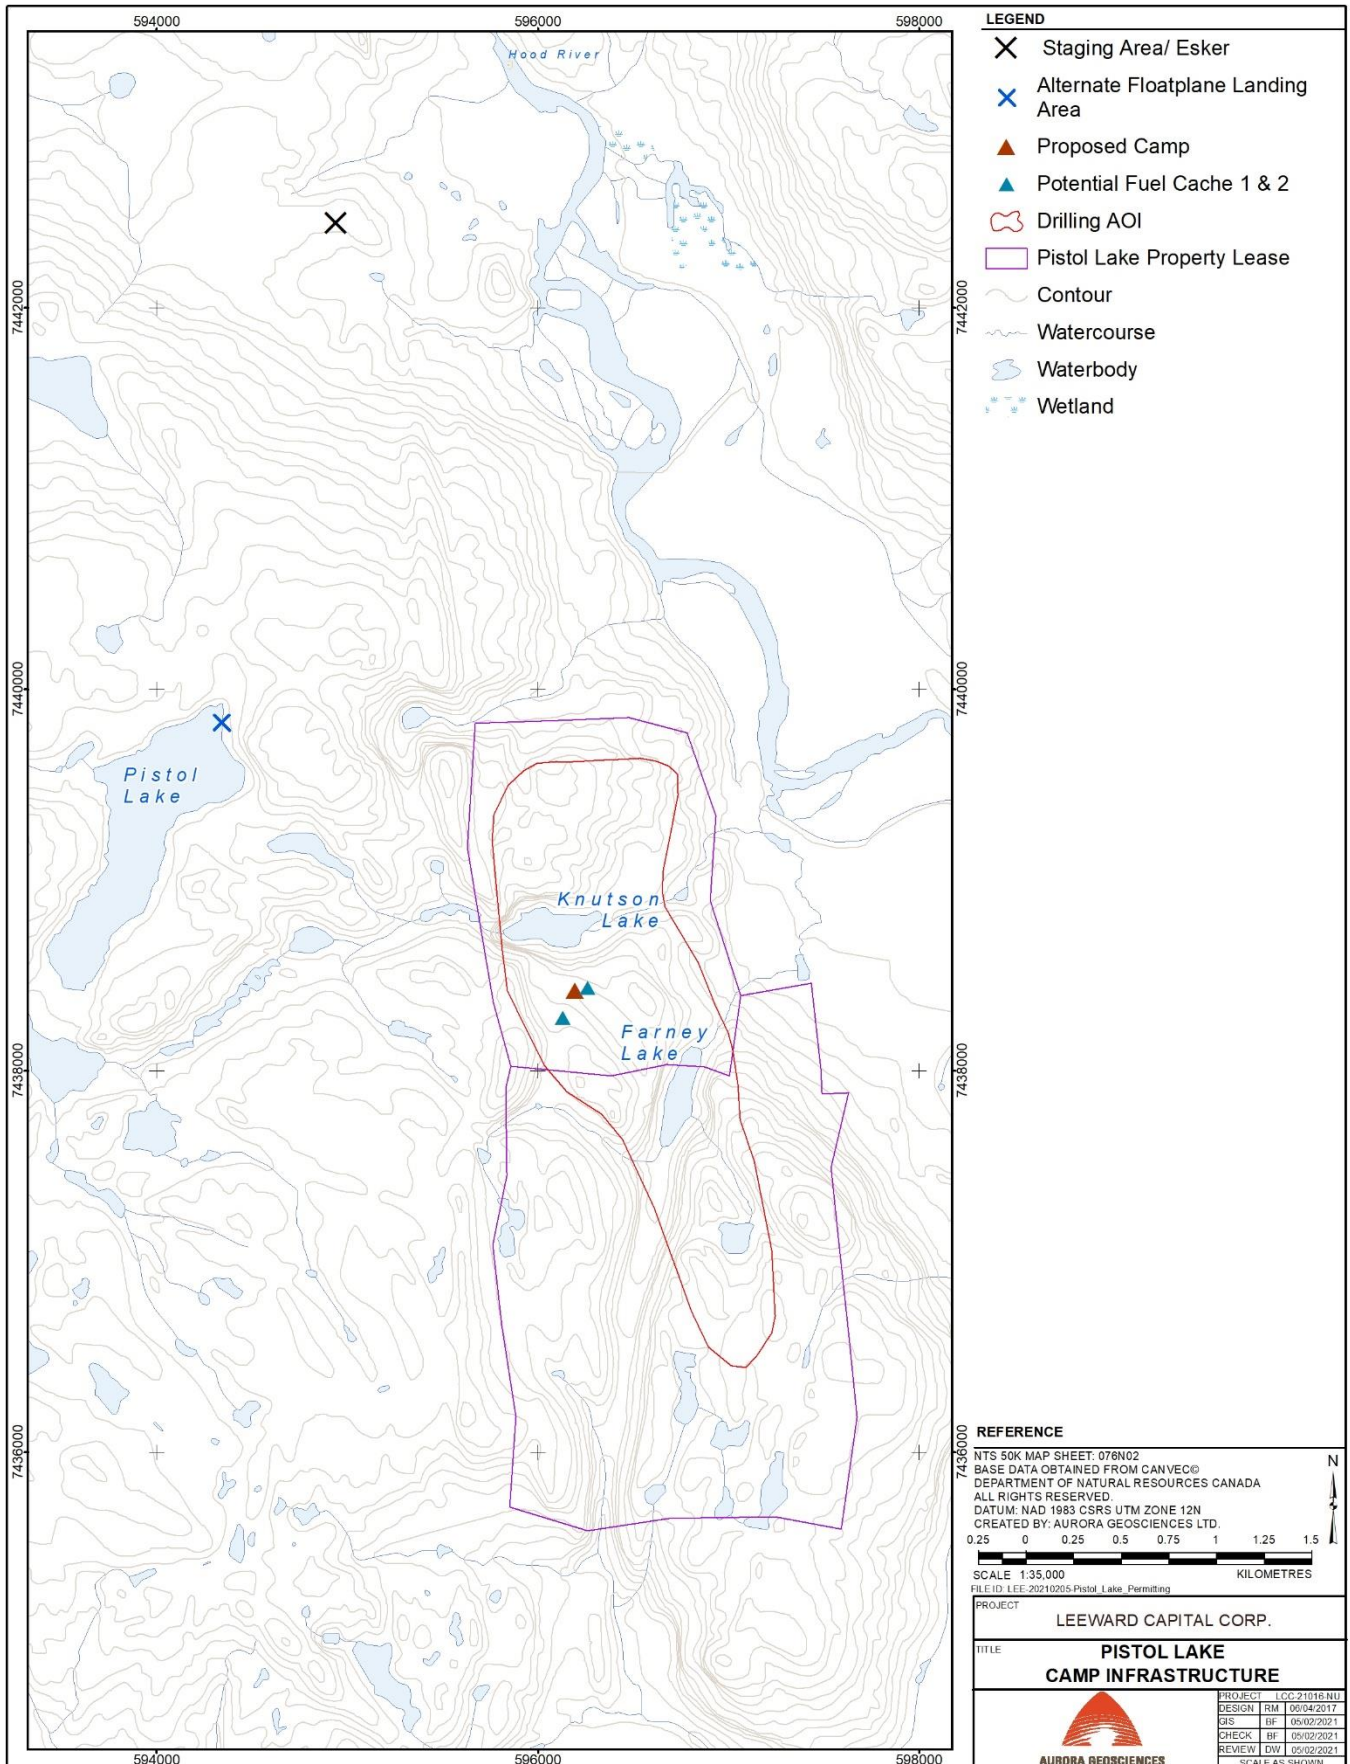 594000 596000 598000
LEGEND
Staging Area/ Esker
Alternate Floatplane Landing
Area
Proposed Camp
Potential Fuel Cache 1 & 2
Drilling AOI
Pistol Lake Property Lease
Contour
Watercourse
Waterbody
Wetland
Hood River
7442000 7442000
7440000 7440000
Pistol
Lake
Knutson
Lake
Farney
Lake
7438000 7438000
7436000 7436000
594000 596000 598000
REFERENCE
NTS 50K MAP SHEET: 076N02
BASE DATA OBTAINED FROM CANVEC©
DEPARTMENT OF NATURAL RESOURCES CANADA
ALL RIGHTS RESERVED.
DATUM: NAD 1983 CSRS UTM ZONE 12N
CREATED BY: AURORA GEOSCIENCES LTD.
N
0.25 0 0.25 0.5 0.75 1 1.25 1.5
SCALE 1:35,000 KILOMETRES
FILE ID: LEE-20210205-Pistol_Lake_Permitting
PROJECT
LEEWARD CAPITAL CORP.
TITLE
PISTOL LAKE
CAMP INFRASTRUCTURE
AURORA GEOSCIENCES
PROJECT LCC-21016-NU
DESIGN RM 06/04/2017
GIS BF 05/02/2021
CHECK BF 05/02/2021
REVIEW DW 05/02/2021
SCALE AS SHOWN